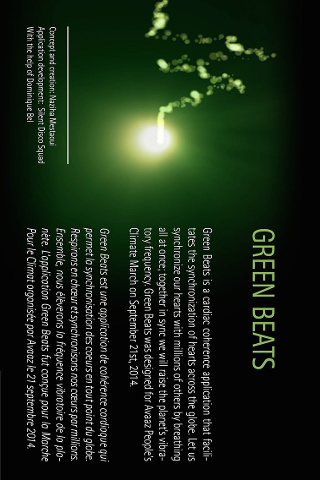 GREEN BEATS
Green Beats is a cardiac coherence application that facili-
tates the synchronization of hearts across the globe. Let us
synchronize our hearts with millions of others by breathing
all at once; together in sync we will raise the planet's vibra-
tory frequency. Green Beats was designed for Avaaz People's
Climate March on September 21st, 2014.
Green Beats est une application de cohérence cardiaque qui
permet la synchronisation des coeurs en tout point du globe.
Respirons en chœur et synchronisons nos cœurs par millions.
Ensemble, nous élèverons la fréquence vibratoire de la pla-
nète. L'application Green Beats fut conçue pour la Marche
Pour le Climat organisée par Avaaz le 21 septembre 2014.
Concept and creation: Naziha Mestaoui
Application development: Silent Disco Squad
With the help of Dominique Bel